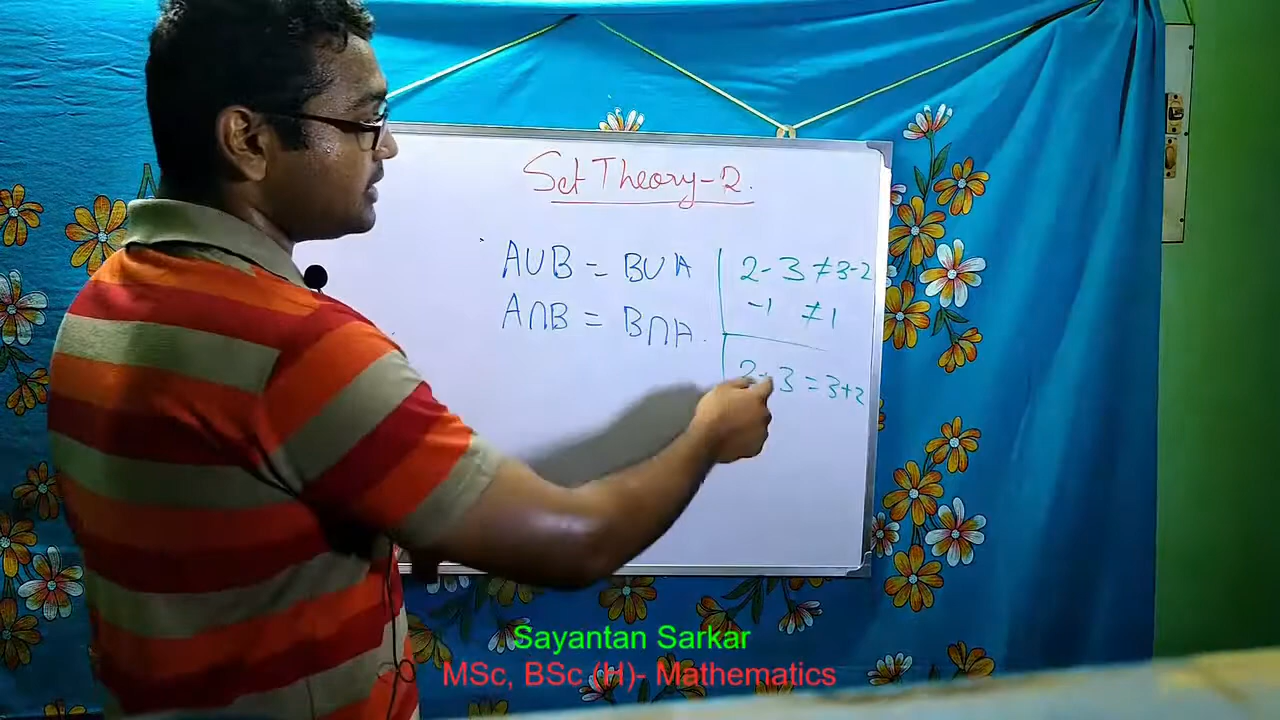 Set Theory-2.
A∪B = B∪A
A∩B = B∩A.
2-3 ≠ 3-2
-1 ≠ 1
2+3 = 3+2
Sayantan Sarkar
MSc, BSc (H)- Mathematics